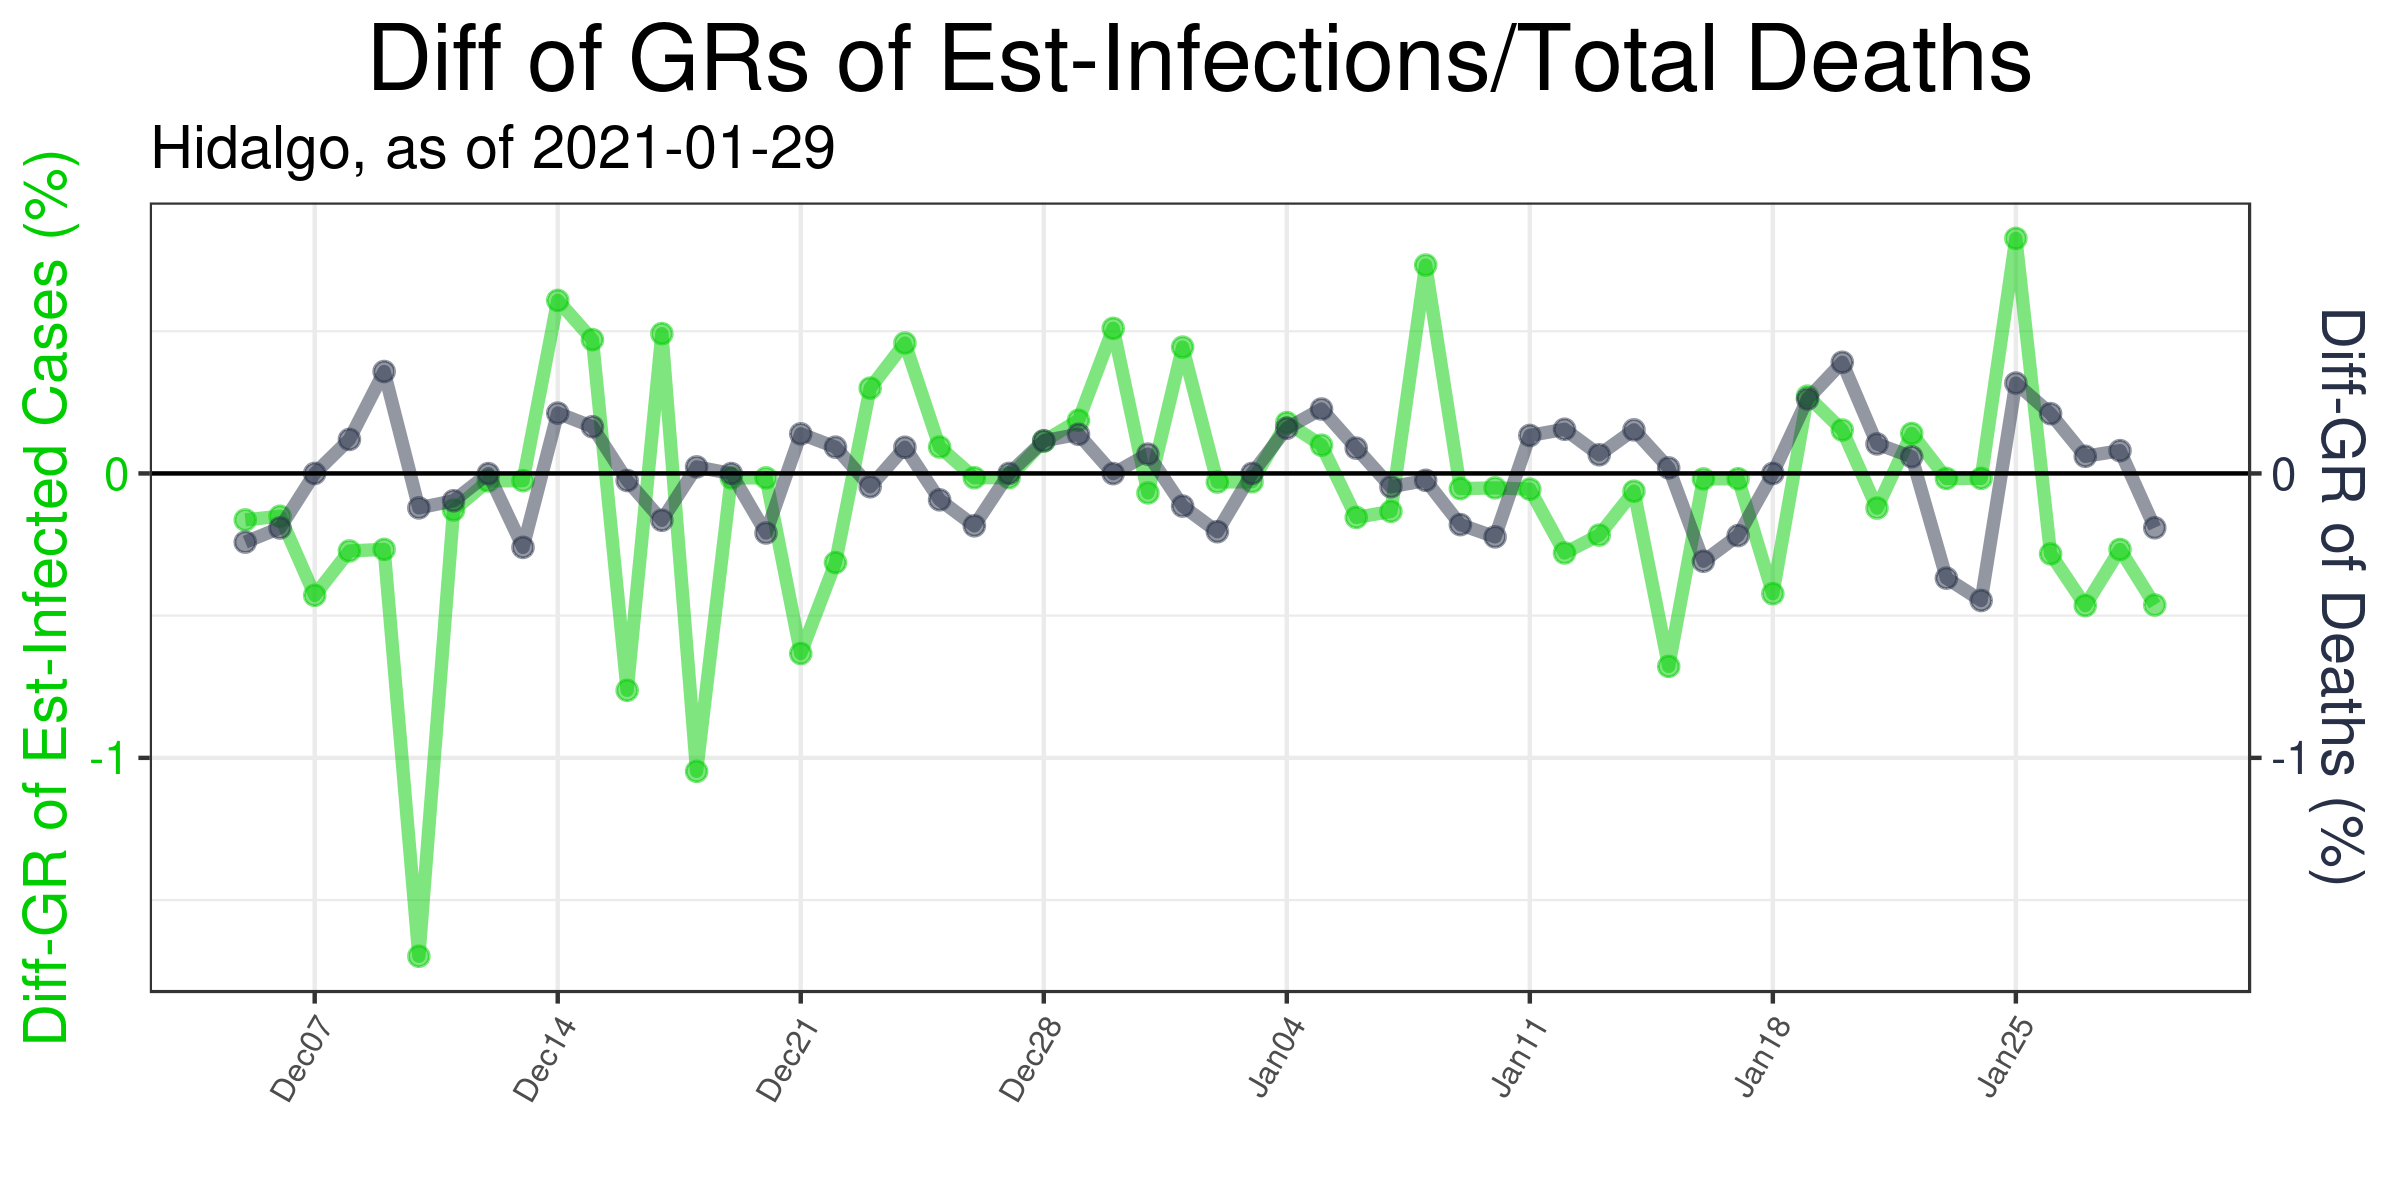 Diff of GRs of Est-Infections/Total Deaths
Hidalgo, as of 2021-01-29
Diff-GR of Est-Infected Cases (%)
0
-1
0
-1
Diff-GR of Deaths (%)
Dec07
Dec14
Dec21
Dec28
Jan04
Jan11
Jan18
Jan25